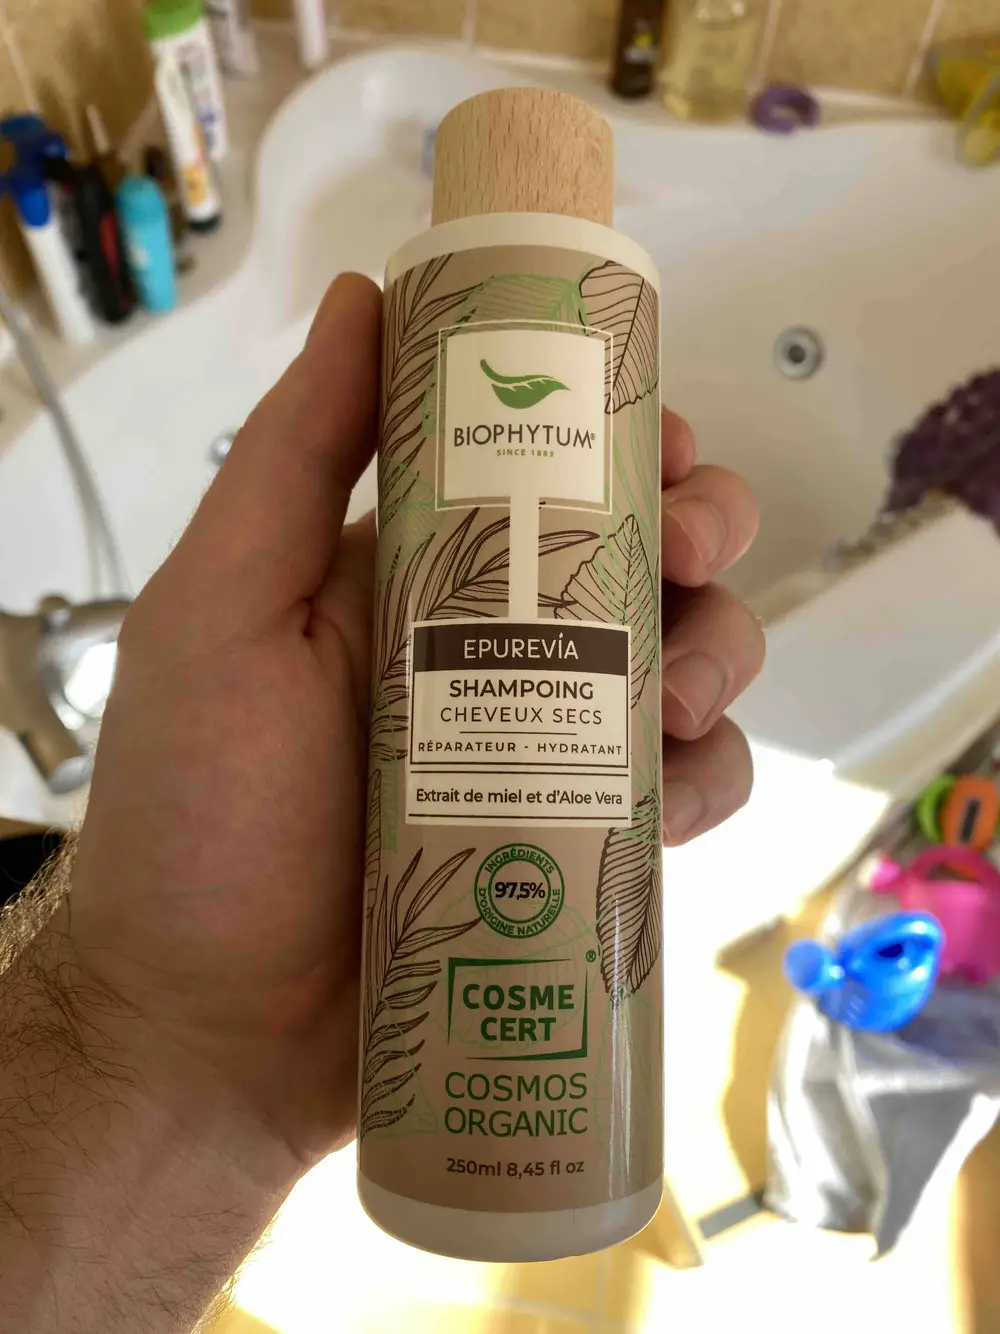 BIOPHYTUM®
SINCE 1883
EPUREVÍA
SHAMPOING
CHEVEUX SECS
RÉPARATEUR - HYDRATANT
Extrait de miel et d'Aloe Vera
INGRÉDIENTS
97,5%
D'ORIGINE NATURELLE
COSME®
CERT
COSMOS
ORGANIC
250ml 8,45 fl oz